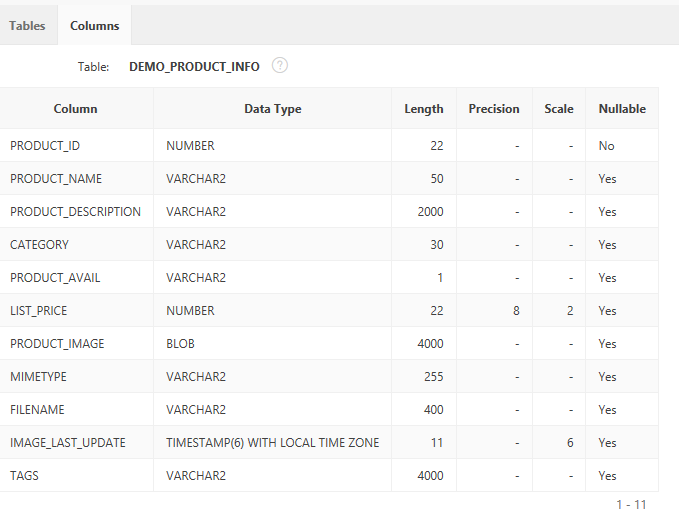 Tables Columns
Table: DEMO_PRODUCT_INFO ?
Column Data Type Length Precision Scale Nullable
PRODUCT_ID NUMBER 22 - - No
PRODUCT_NAME VARCHAR2 50 - - Yes
PRODUCT_DESCRIPTION VARCHAR2 2000 - - Yes
CATEGORY VARCHAR2 30 - - Yes
PRODUCT_AVAIL VARCHAR2 1 - - Yes
LIST_PRICE NUMBER 22 8 2 Yes
PRODUCT_IMAGE BLOB 4000 - - Yes
MIMETYPE VARCHAR2 255 - - Yes
FILENAME VARCHAR2 400 - - Yes
IMAGE_LAST_UPDATE TIMESTAMP(6) WITH LOCAL TIME ZONE 11 - 6 Yes
TAGS VARCHAR2 4000 - - Yes
1 - 11